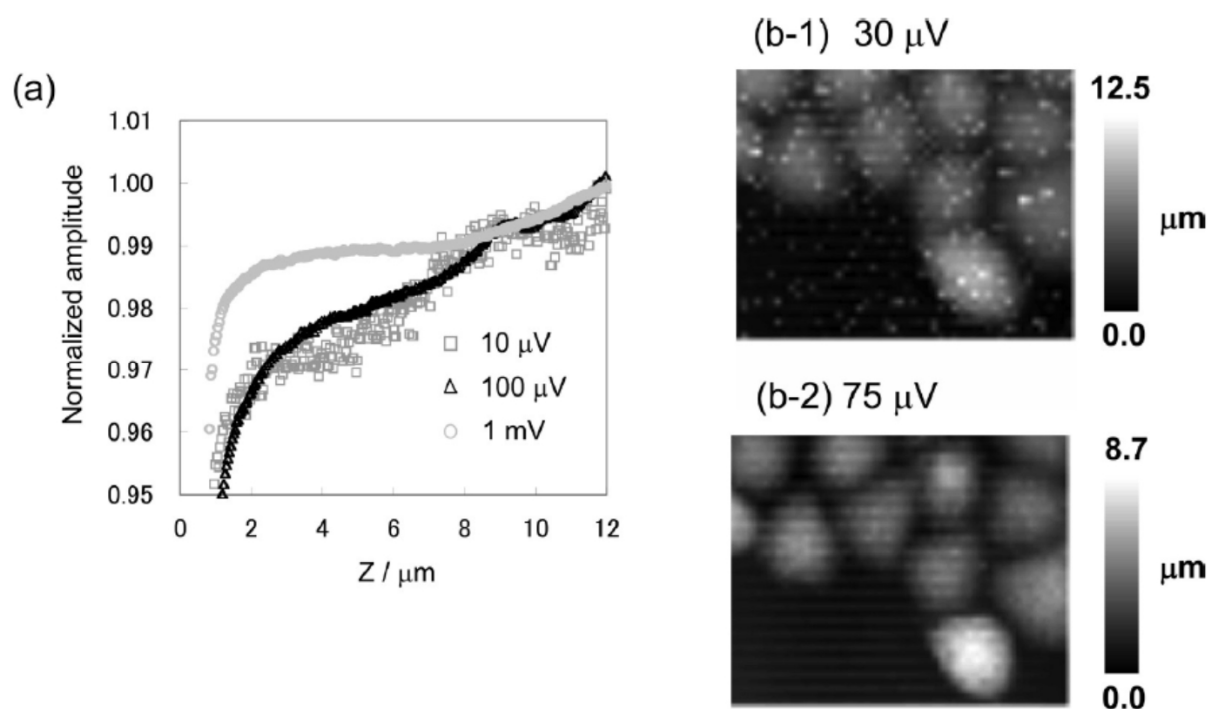 (a)
Normalized amplitude
1.01
1.00
0.99
0.98
0.97
0.96
0.95
0 2 4 6 8 10 12
Z / μm
10 μV
100 μV
1 mV
(b-1) 30 μV
12.5
μm
0.0
(b-2) 75 μV
8.7
μm
0.0